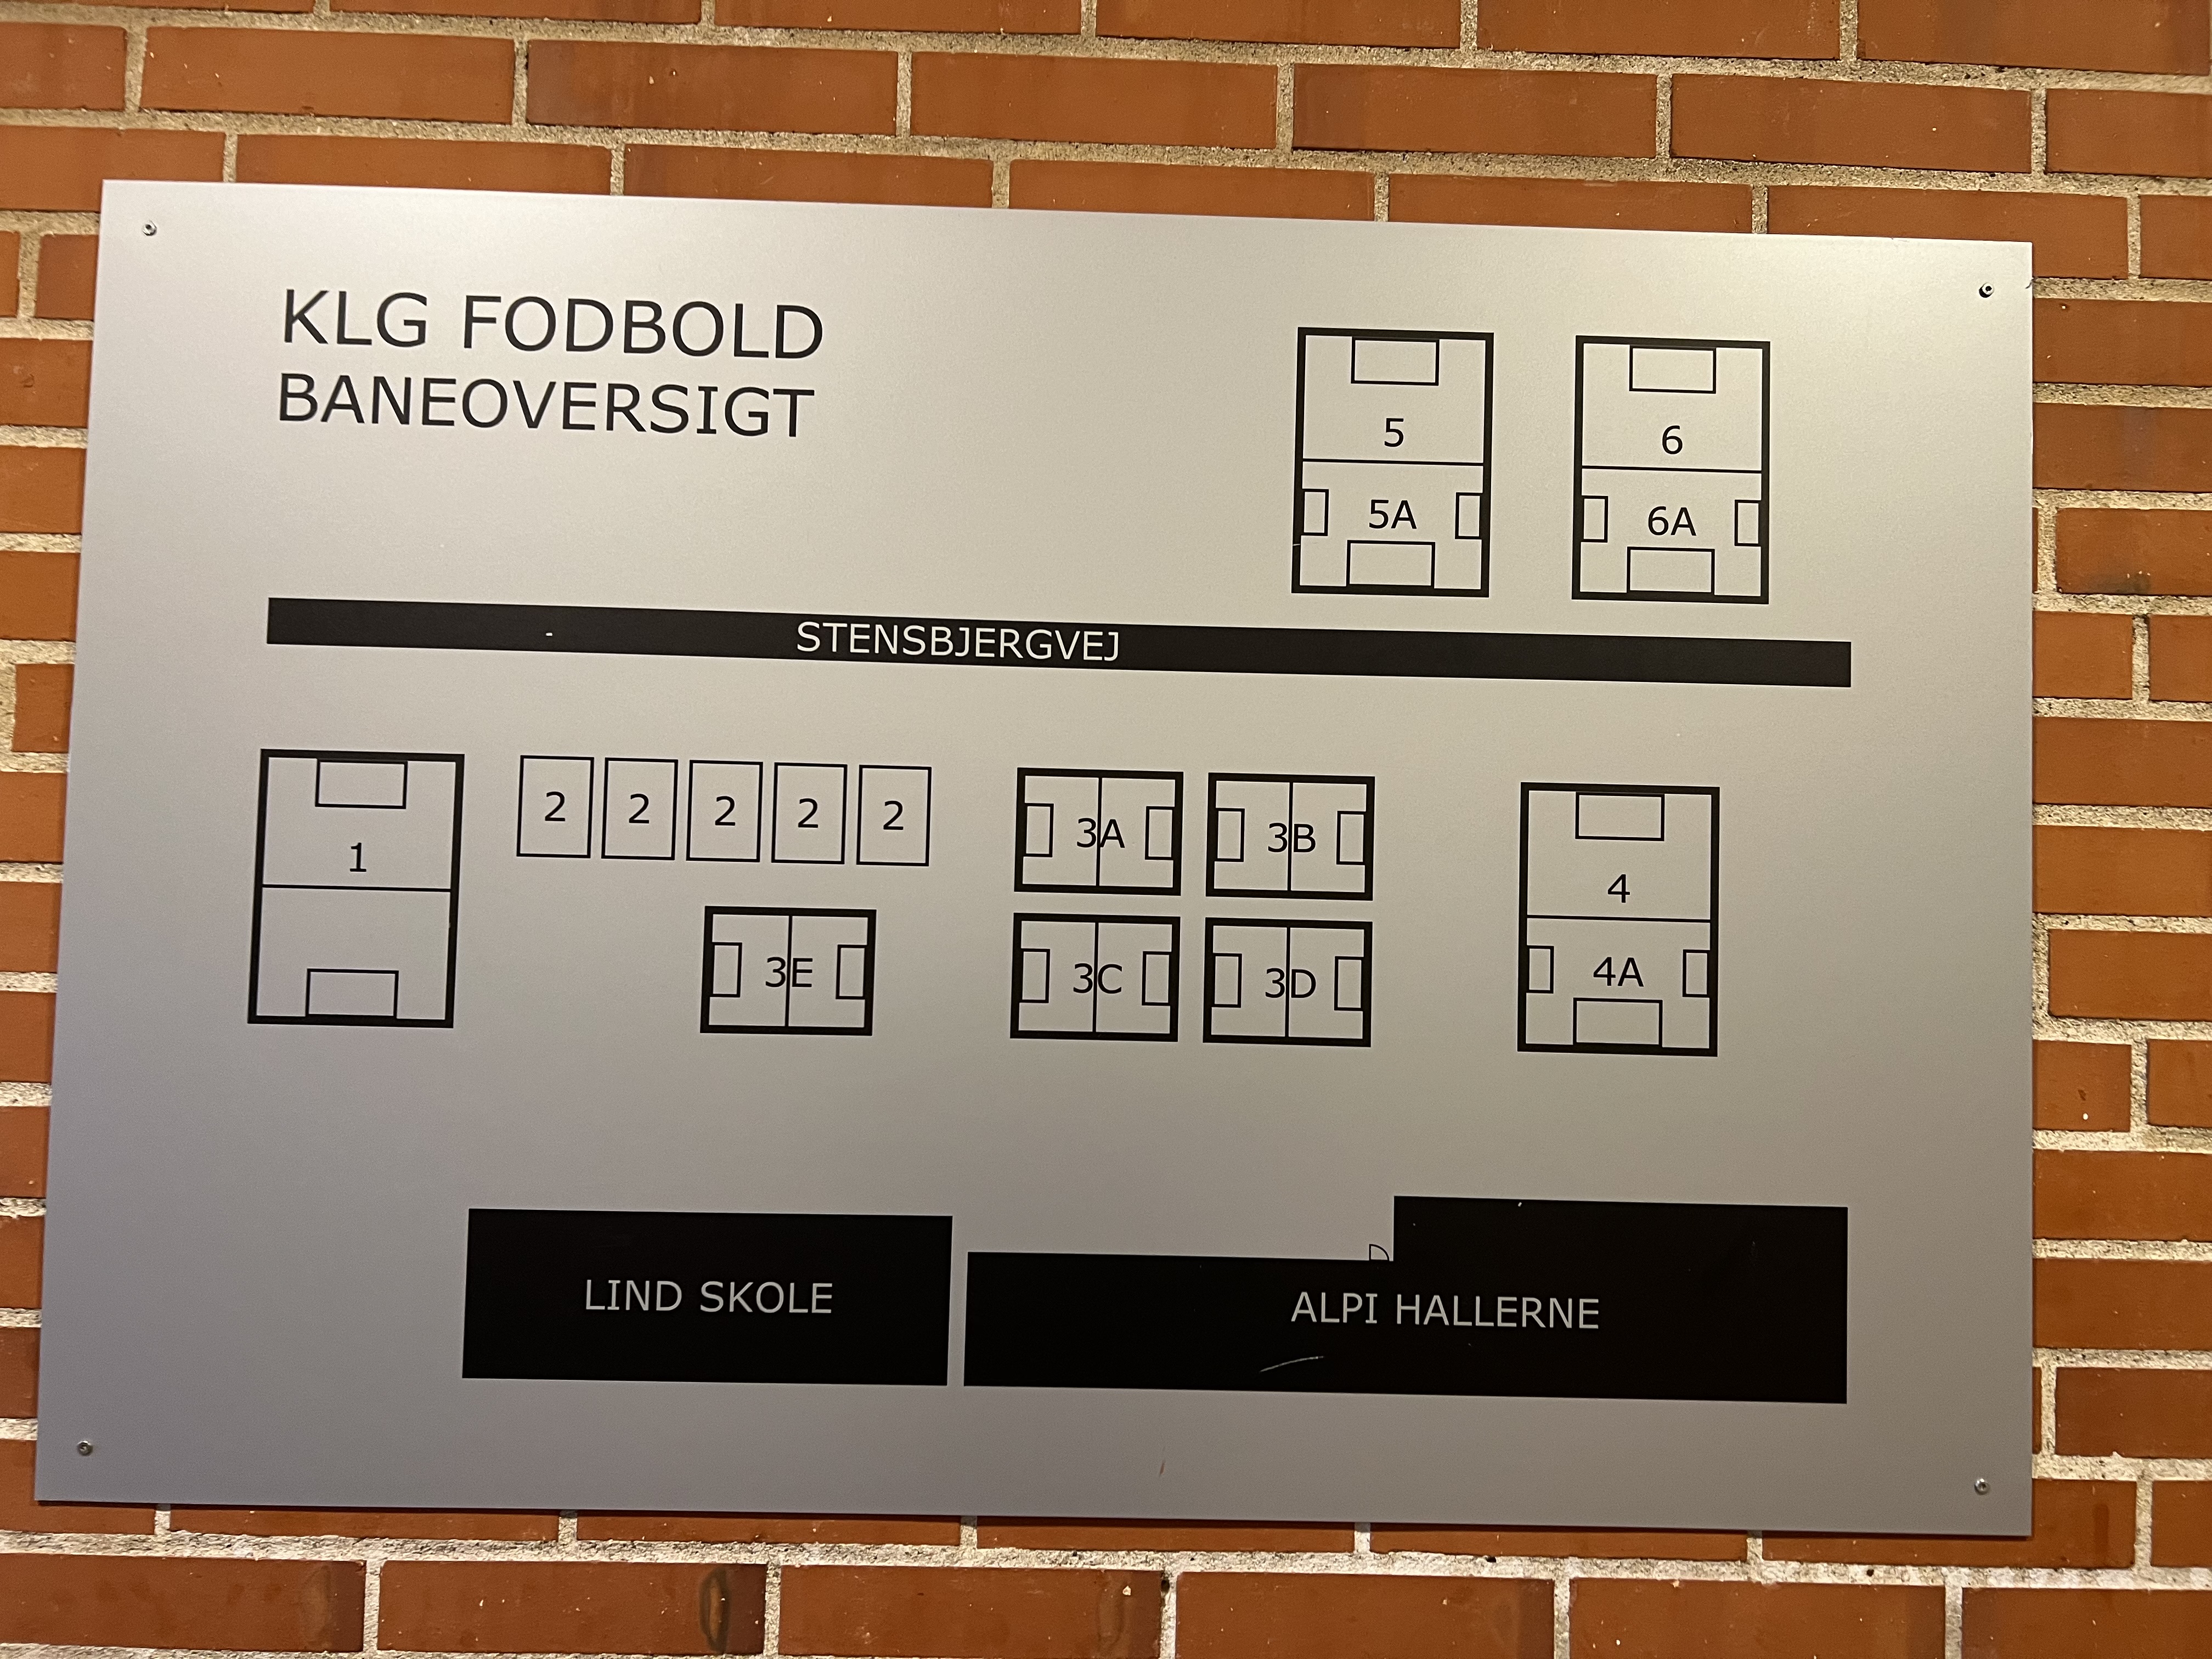 KLG FODBOLD
BANEOVERSIGT
5 6
5A 6A
STENSBJERGVEJ
1
2 2 2 2 2
3A 3B
4
3E 3C 3D 4A
LIND SKOLE
ALPI HALLERNE